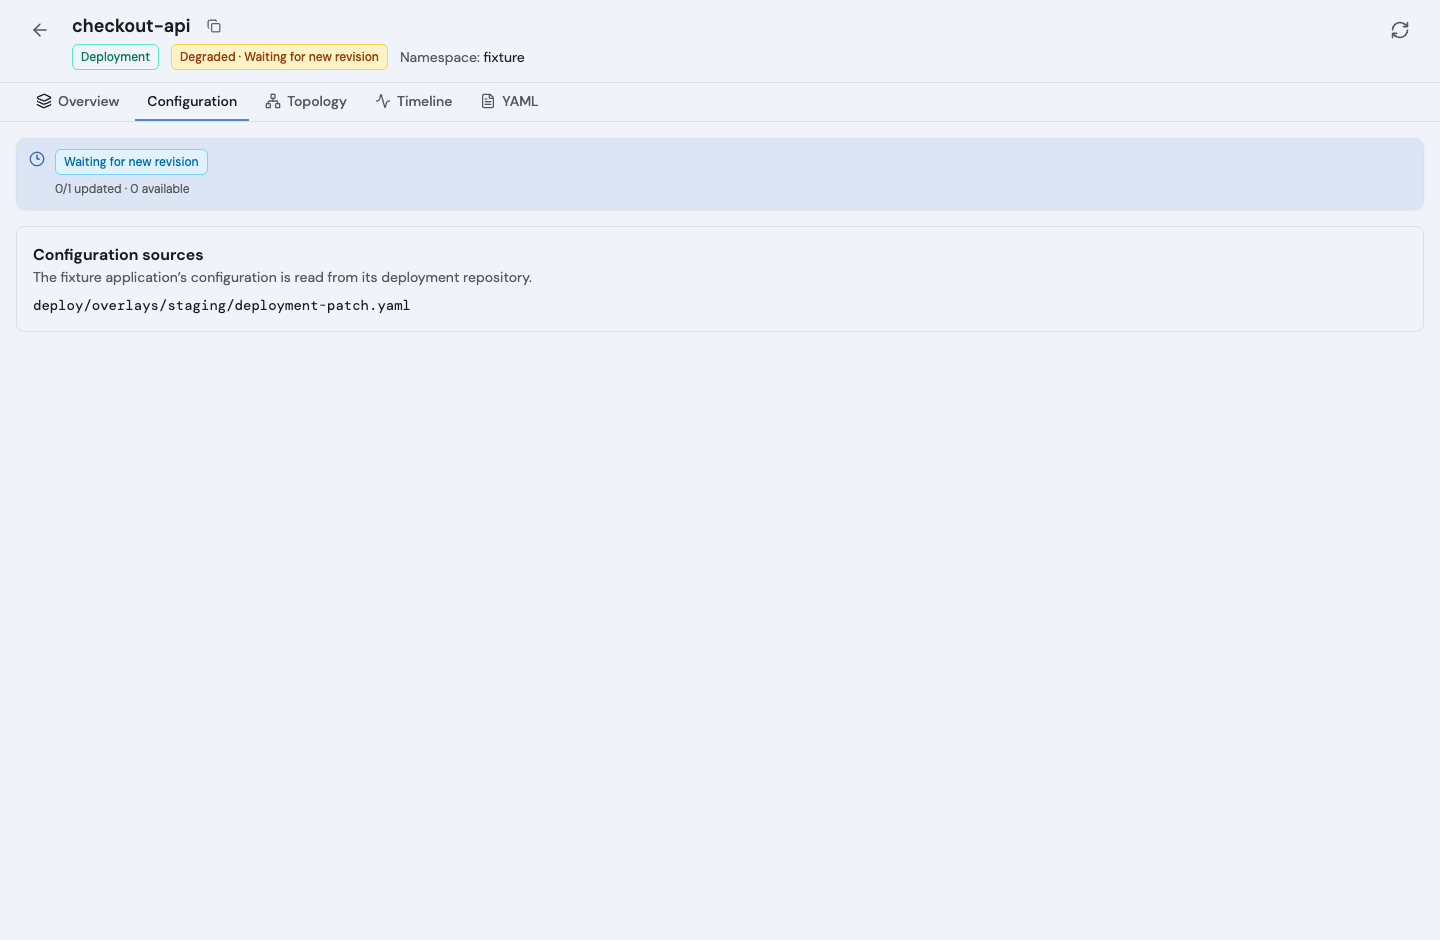 checkout-api
Deployment
Degraded · Waiting for new revision
Namespace: fixture
Overview
Configuration
Topology
Timeline
YAML
Waiting for new revision
0/1 updated · 0 available
Configuration sources
The fixture application’s configuration is read from its deployment repository.
deploy/overlays/staging/deployment-patch.yaml